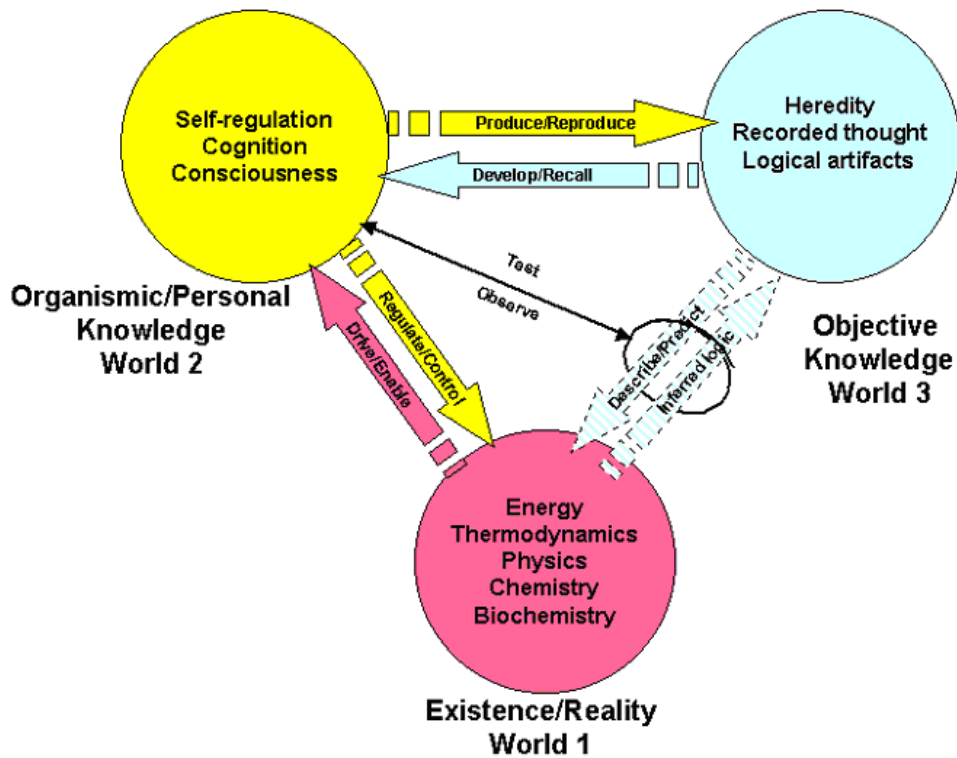 Self-regulation
Cognition
Consciousness
Produce/Reproduce
Develop/Recall
Heredity
Recorded thought
Logical artifacts
Organismic/Personal
Knowledge
World 2
Test
Observe
Regulate/Control
Drive/Enable
Describe/Predict
Inferred logic
Objective
Knowledge
World 3
Energy
Thermodynamics
Physics
Chemistry
Biochemistry
Existence/Reality
World 1